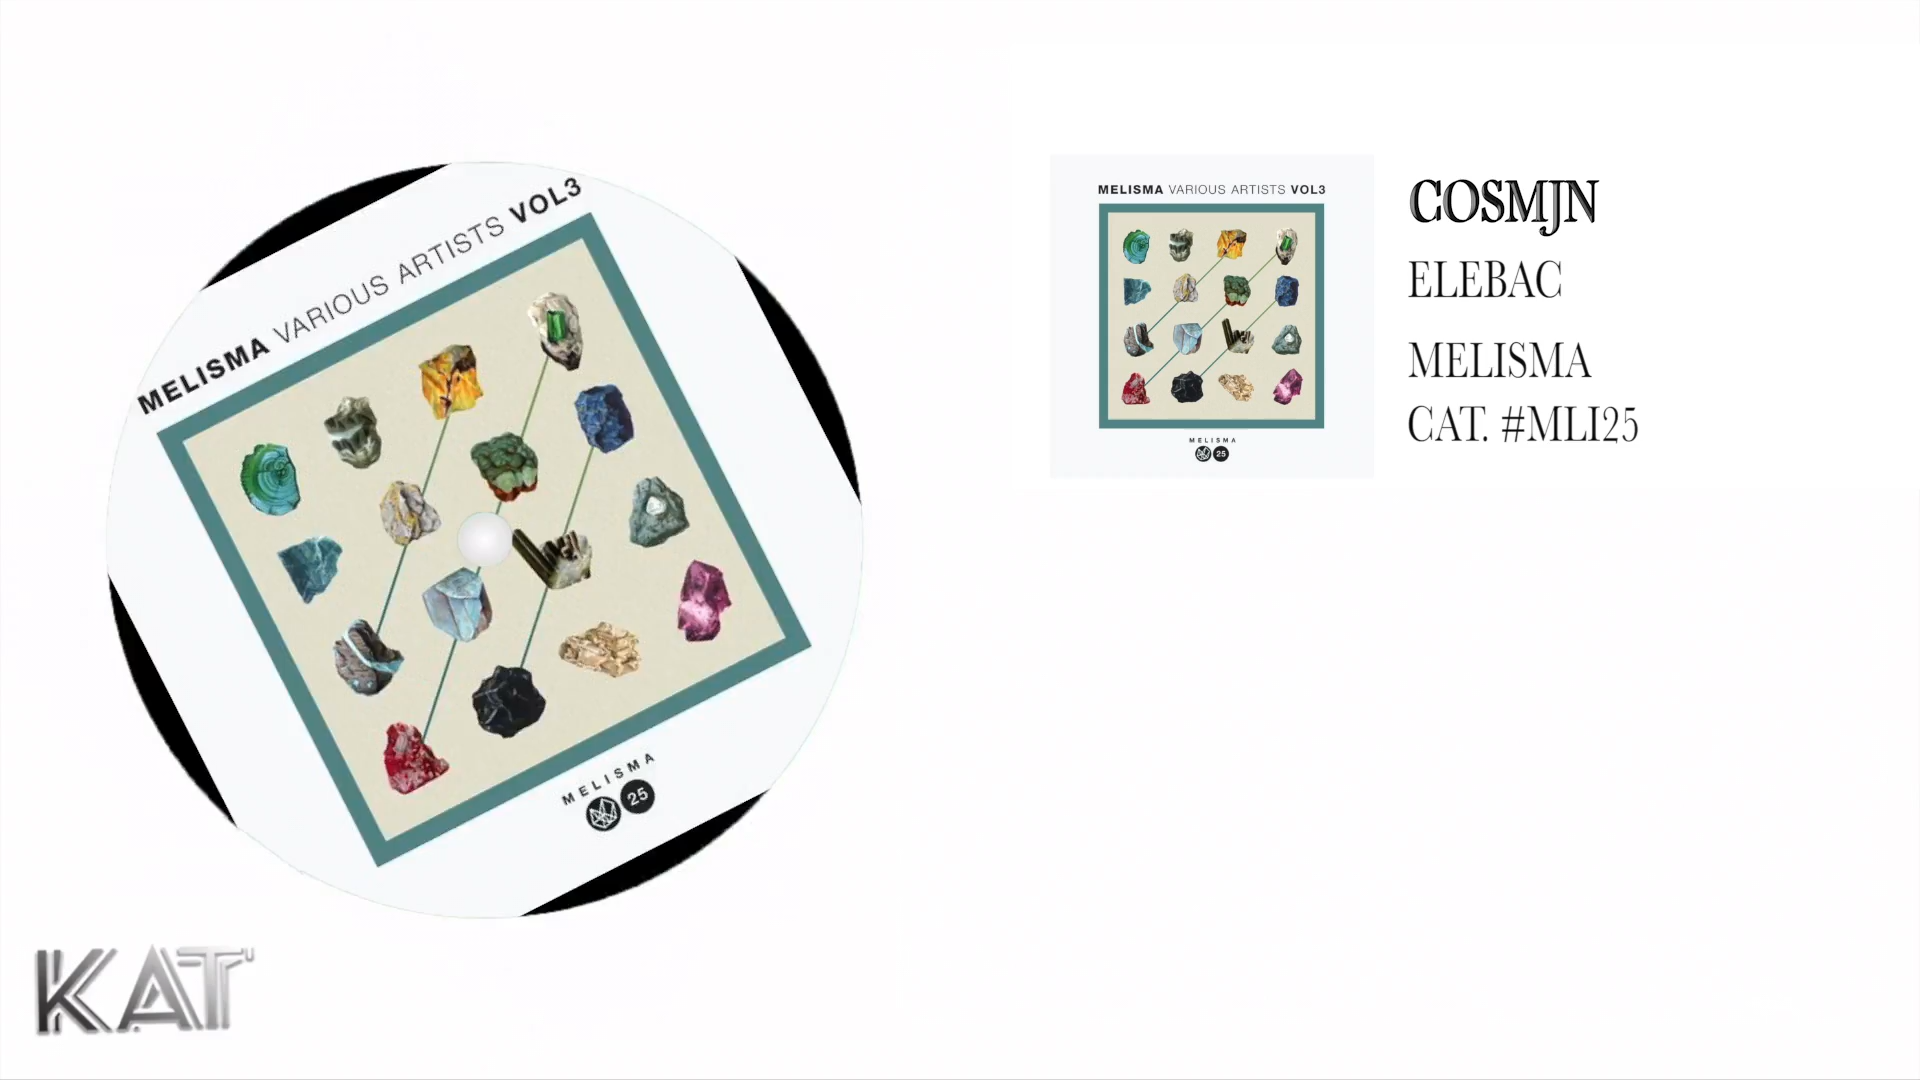 MELISMA VARIOUS ARTISTS VOL3
MELISMA
25
MELISMA VARIOUS ARTISTS VOL3
MELISMA
25
COSMJN
ELEBAC
MELISMA
CAT. #MLI25
KAT